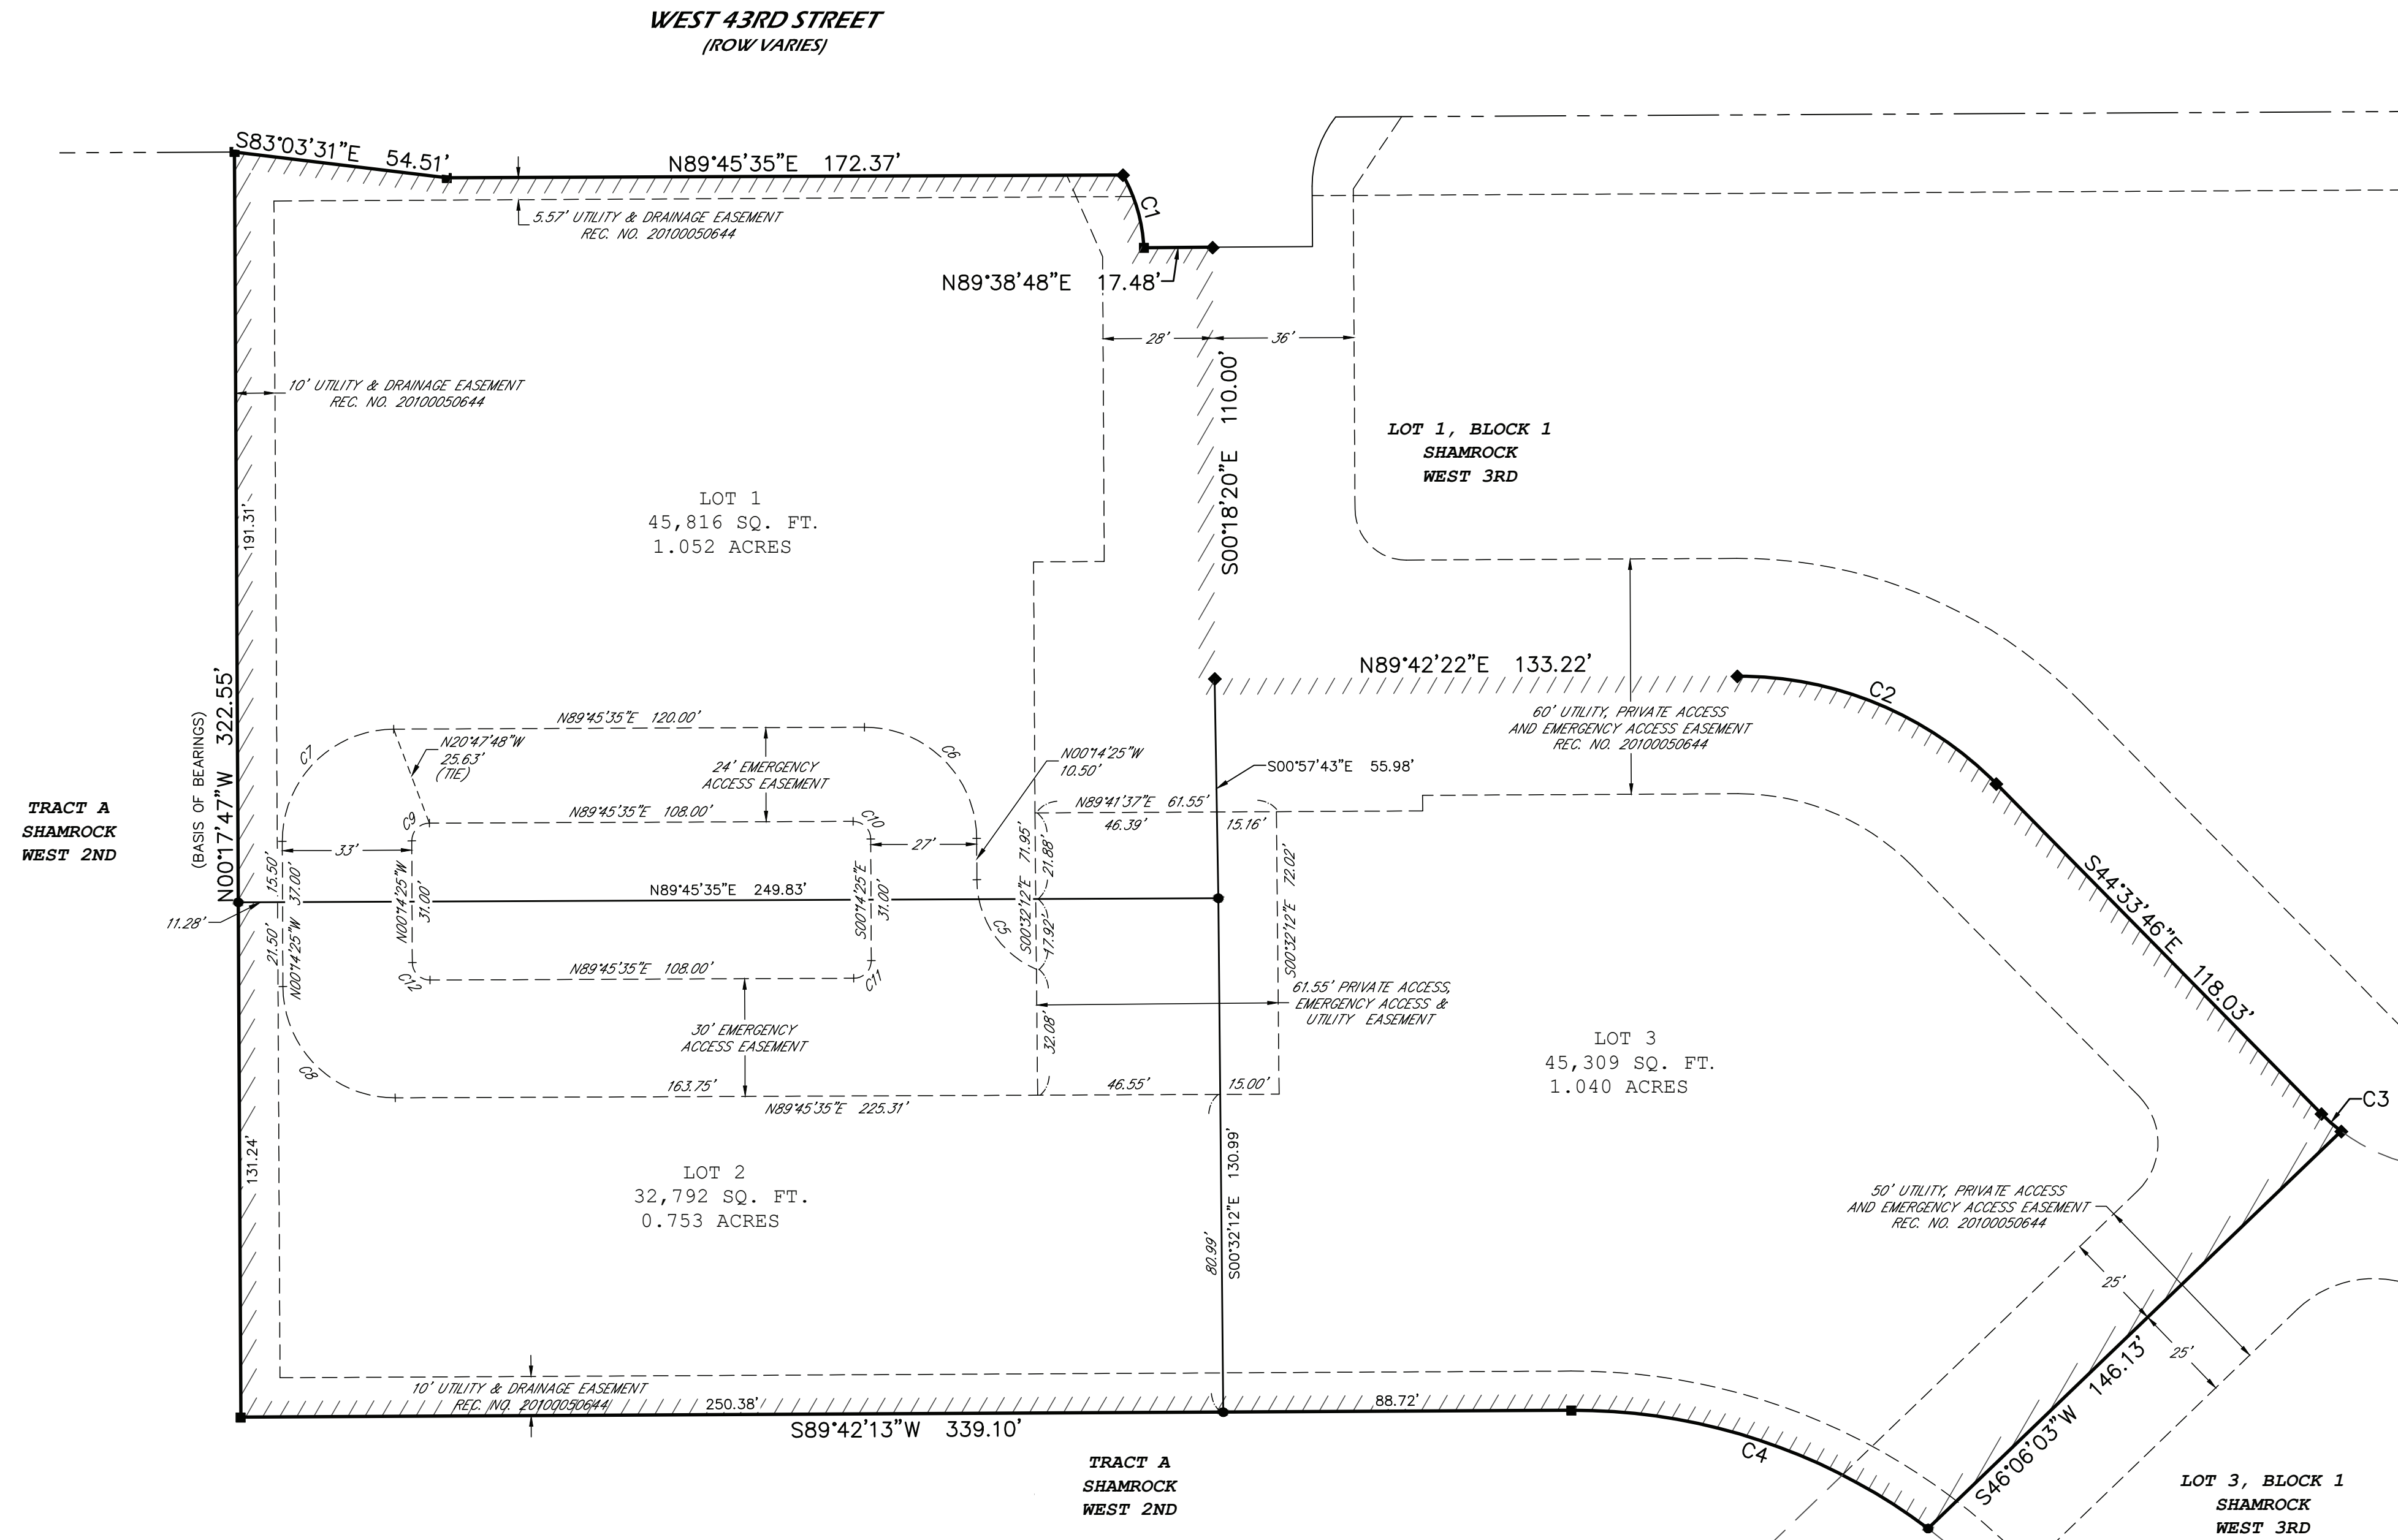 WEST 43RD STREET
(ROW VARIES)
S83°03'31"E 54.51'
N89°45'35"E 172.37'
C1
5.57' UTILITY & DRAINAGE EASEMENT
REC. NO. 20100050644
N89°38'48"E 17.48'
28'
36'
S00°18'20"E 110.00'
10' UTILITY & DRAINAGE EASEMENT
REC. NO. 20100050644
LOT 1, BLOCK 1
SHAMROCK
WEST 3RD
191.31'
LOT 1
45,816 SQ. FT.
1.052 ACRES
N89°42'22"E 133.22'
C2
60' UTILITY, PRIVATE ACCESS
AND EMERGENCY ACCESS EASEMENT
REC. NO. 20100050644
(BASIS OF BEARINGS)
N00°17'47"W 322.55'
N89°45'35"E 120.00'
C7
N20°47'48"W
25.63'
(TIE)
24' EMERGENCY
ACCESS EASEMENT
C6
N00°14'25"W
10.50'
S00°57'43"E 55.98'
TRACT A
SHAMROCK
WEST 2ND
C9
N89°45'35"E 108.00'
C10
N89°41'37"E 61.55'
46.39'
15.16'
33'
27'
15.50'
37.00'
N00°14'25"W
21.50'
N00°14'25"W
31.00'
S00°14'25"E
31.00'
S00°32'12"E 71.95'
21.88'
17.92'
S00°32'12"E 72.02'
N89°45'35"E 249.83'
11.28'
C5
S44°33'46"E 118.03'
N89°45'35"E 108.00'
C12
C11
61.55' PRIVATE ACCESS,
EMERGENCY ACCESS &
UTILITY EASEMENT
30' EMERGENCY
ACCESS EASEMENT
32.08'
LOT 3
45,309 SQ. FT.
1.040 ACRES
C8
163.75'
46.55'
15.00'
N89°45'35"E 225.31'
C3
131.24'
LOT 2
32,792 SQ. FT.
0.753 ACRES
80.99'
S00°32'12"E 130.99'
50' UTILITY, PRIVATE ACCESS
AND EMERGENCY ACCESS EASEMENT
REC. NO. 20100050644
25'
25'
10' UTILITY & DRAINAGE EASEMENT
REC. NO. 20100050644
250.38'
88.72'
S89°42'13"W 339.10'
C4
S46°06'03"W 146.13'
TRACT A
SHAMROCK
WEST 2ND
LOT 3, BLOCK 1
SHAMROCK
WEST 3RD